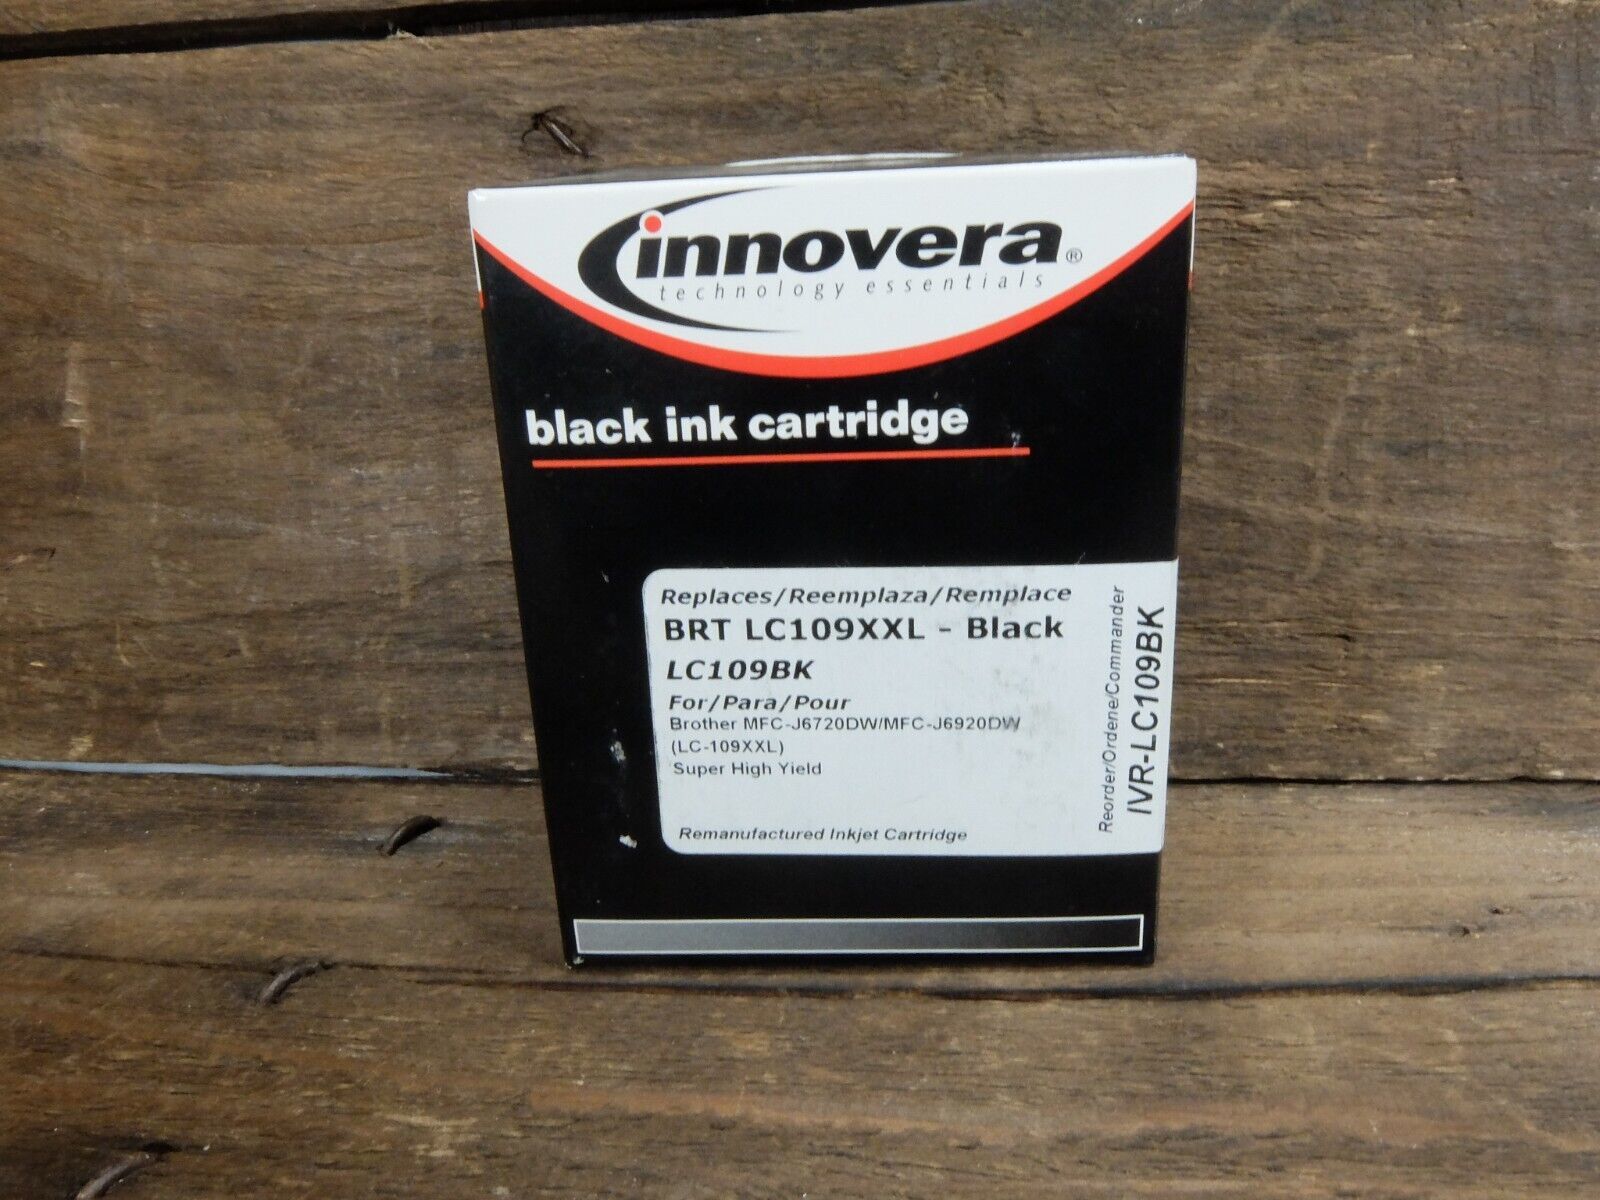 innovera®
technology essentials
black ink cartridge
Replaces/Reemplaza/Remplace
BRT LC109XXL - Black
LC109BK
For/Para/Pour
Brother MFC-J6720DW/MFC-J6920DW
(LC-109XXL)
Super High Yield
Remanufactured Inkjet Cartridge
Reorder/Ordene/Commander
IVR-LC109BK